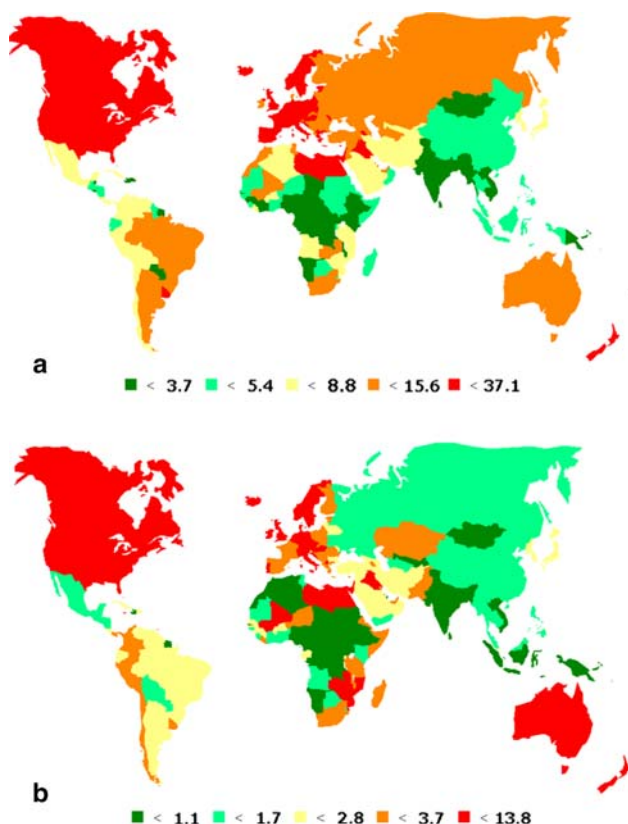 a
< 3.7 < 5.4 < 8.8 < 15.6 < 37.1
b
< 1.1 < 1.7 < 2.8 < 3.7 < 13.8